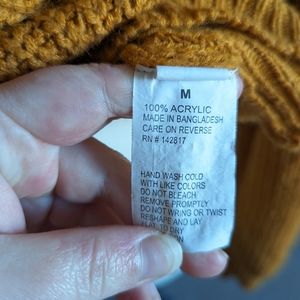 M
100% ACRYLIC
MADE IN BANGLADESH
CARE ON REVERSE
RN # 142817
HAND WASH COLD
WITH LIKE COLORS
DO NOT BLEACH
REMOVE PROMPTLY
DO NOT WRING OR TWIST
RESHAPE AND LAY
FLAT TO DRY